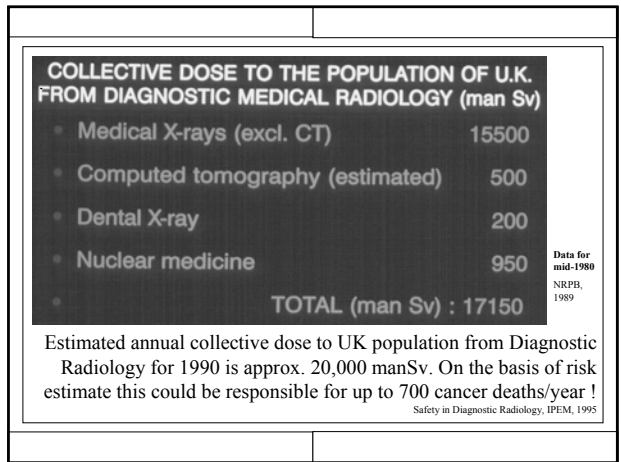 COLLECTIVE DOSE TO THE POPULATION OF U.K.
FROM DIAGNOSTIC MEDICAL RADIOLOGY (man Sv)
• Medical X-rays (excl. CT) 15500
• Computed tomography (estimated) 500
• Dental X-ray 200
• Nuclear medicine 950
• TOTAL (man Sv) : 17150
Data for
mid-1980
NRPB,
1989
Estimated annual collective dose to UK population from Diagnostic
Radiology for 1990 is approx. 20,000 manSv. On the basis of risk
estimate this could be responsible for up to 700 cancer deaths/year !
Safety in Diagnostic Radiology, IPEM, 1995